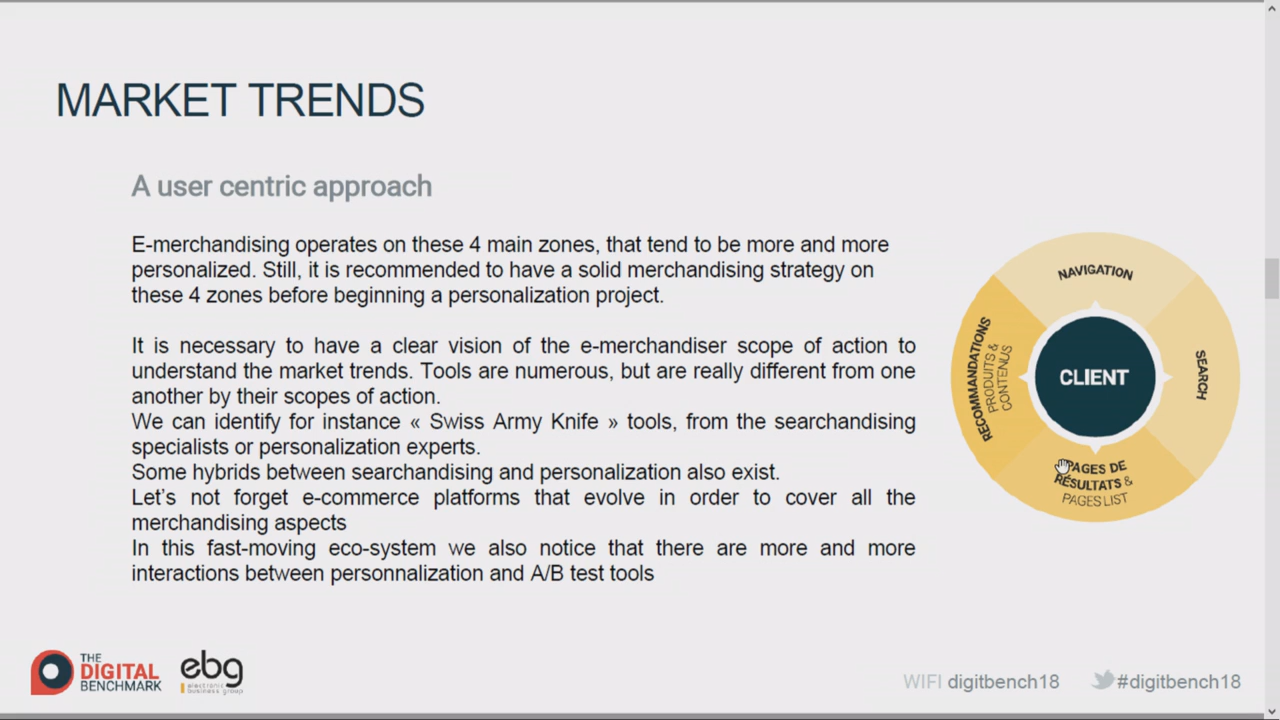 MARKET TRENDS
A user centric approach
E-merchandising operates on these 4 main zones, that tend to be more and more
personalized. Still, it is recommended to have a solid merchandising strategy on
these 4 zones before beginning a personalization project.
It is necessary to have a clear vision of the e-merchandiser scope of action to
understand the market trends. Tools are numerous, but are really different from one
another by their scopes of action.
We can identify for instance « Swiss Army Knife » tools, from the searchandising
specialists or personalization experts.
Some hybrids between searchandising and personalization also exist.
Let's not forget e-commerce platforms that evolve in order to cover all the
merchandising aspects
In this fast-moving eco-system we also notice that there are more and more
interactions between personnalization and A/B test tools
NAVIGATION
SEARCH
PAGES DE
RÉSULTATS &
PAGES LIST
RECOMMANDATIONS
PRODUITS &
CONTENUS
CLIENT
THE
DIGITAL
BENCHMARK
ebg
electronic
business group
WIFI digitbench18
#digitbench18